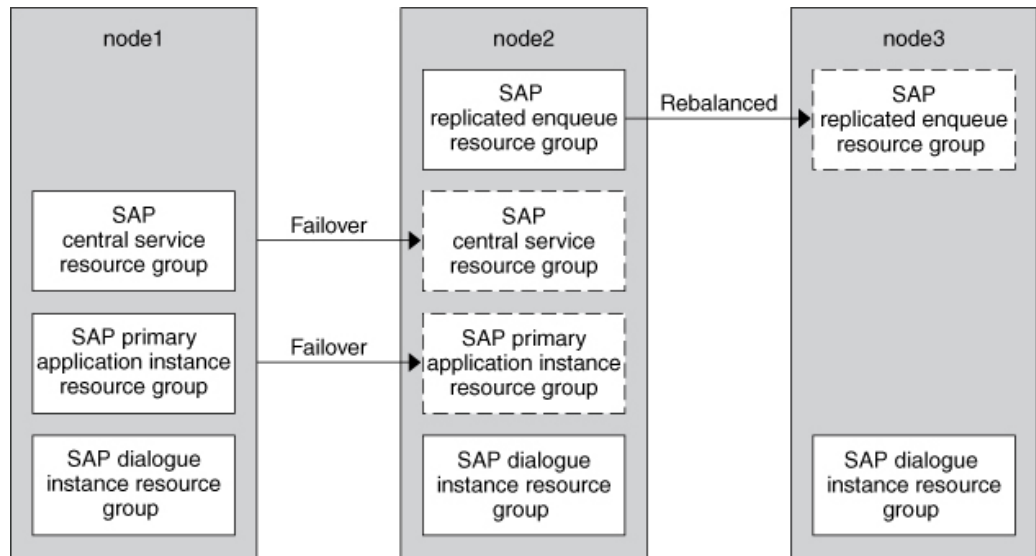 node1
node2
node3
SAP
replicated enqueue
resource group
Rebalanced
SAP
replicated enqueue
resource group
SAP
central service
resource group
Failover
SAP
central service
resource group
SAP primary
application instance
resource group
Failover
SAP primary
application instance
resource group
SAP dialogue
instance resource
group
SAP dialogue
instance resource
group
SAP dialogue
instance resource
group